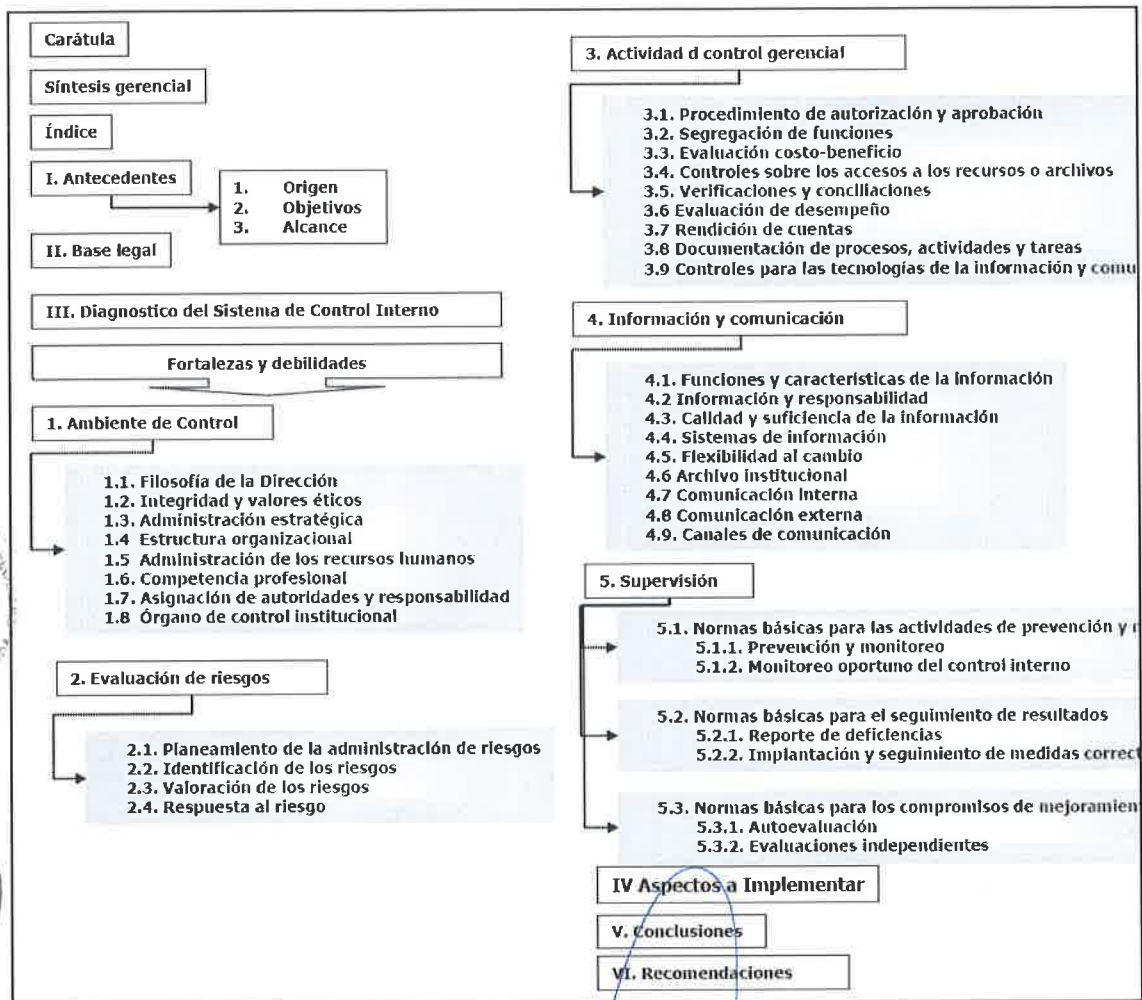 Carátula
Síntesis gerencial
Índice
I. Antecedentes
1. Origen
2. Objetivos
3. Alcance
II. Base legal
III. Diagnostico del Sistema de Control Interno
Fortalezas y debilidades
1. Ambiente de Control
1.1. Filosofía de la Dirección
1.2. Integridad y valores éticos
1.3. Administración estratégica
1.4 Estructura organizacional
1.5 Administración de los recursos humanos
1.6. Competencia profesional
1.7. Asignación de autoridades y responsabilidad
1.8 Órgano de control institucional
2. Evaluación de riesgos
2.1. Planeamiento de la administración de riesgos
2.2. Identificación de los riesgos
2.3. Valoración de los riesgos
2.4. Respuesta al riesgo
3. Actividad d control gerencial
3.1. Procedimiento de autorización y aprobación
3.2. Segregación de funciones
3.3. Evaluación costo-beneficio
3.4. Controles sobre los accesos a los recursos o archivos
3.5. Verificaciones y conciliaciones
3.6 Evaluación de desempeño
3.7 Rendición de cuentas
3.8 Documentación de procesos, actividades y tareas
3.9 Controles para las tecnologías de la información y comu
4. Información y comunicación
4.1. Funciones y características de la información
4.2 Información y responsabilidad
4.3. Calidad y suficiencia de la información
4.4. Sistemas de información
4.5. Flexibilidad al cambio
4.6 Archivo institucional
4.7 Comunicación interna
4.8 Comunicación externa
4.9. Canales de comunicación
5. Supervisión
5.1. Normas básicas para las actividades de prevención y
5.1.1. Prevención y monitoreo
5.1.2. Monitoreo oportuno del control interno
5.2. Normas básicas para el seguimiento de resultados
5.2.1. Reporte de deficiencias
5.2.2. Implantación y seguimiento de medidas correct
5.3. Normas básicas para los compromisos de mejoramien
5.3.1. Autoevaluación
5.3.2. Evaluaciones independientes
IV Aspectos a Implementar
V. Conclusiones
VI. Recomendaciones